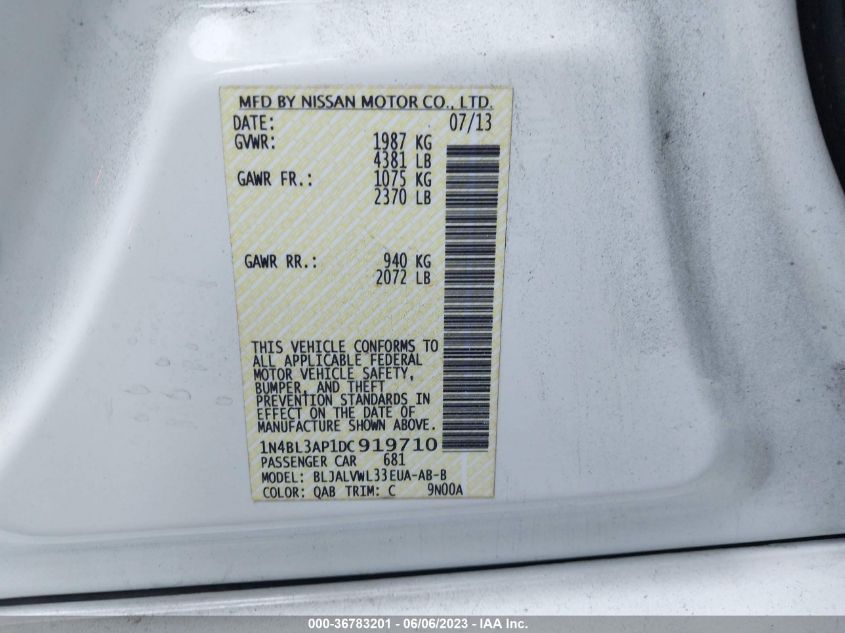 MFD BY NISSAN MOTOR CO., LTD.
DATE: 07/13
GVWR: 1987 KG
4381 LB
GAWR FR.: 1075 KG
2370 LB
GAWR RR.: 940 KG
2072 LB
THIS VEHICLE CONFORMS TO
ALL APPLICABLE FEDERAL
MOTOR VEHICLE SAFETY,
BUMPER, AND THEFT
PREVENTION STANDARDS IN
EFFECT ON THE DATE OF
MANUFACTURE SHOWN ABOVE.
1N4BL3AP1DC919710
PASSENGER CAR 681
MODEL: BLJALVWL33EUA-AB-B
COLOR: QAB TRIM: C 9N00A
000-36783201 - 06/06/2023 - IAA Inc.